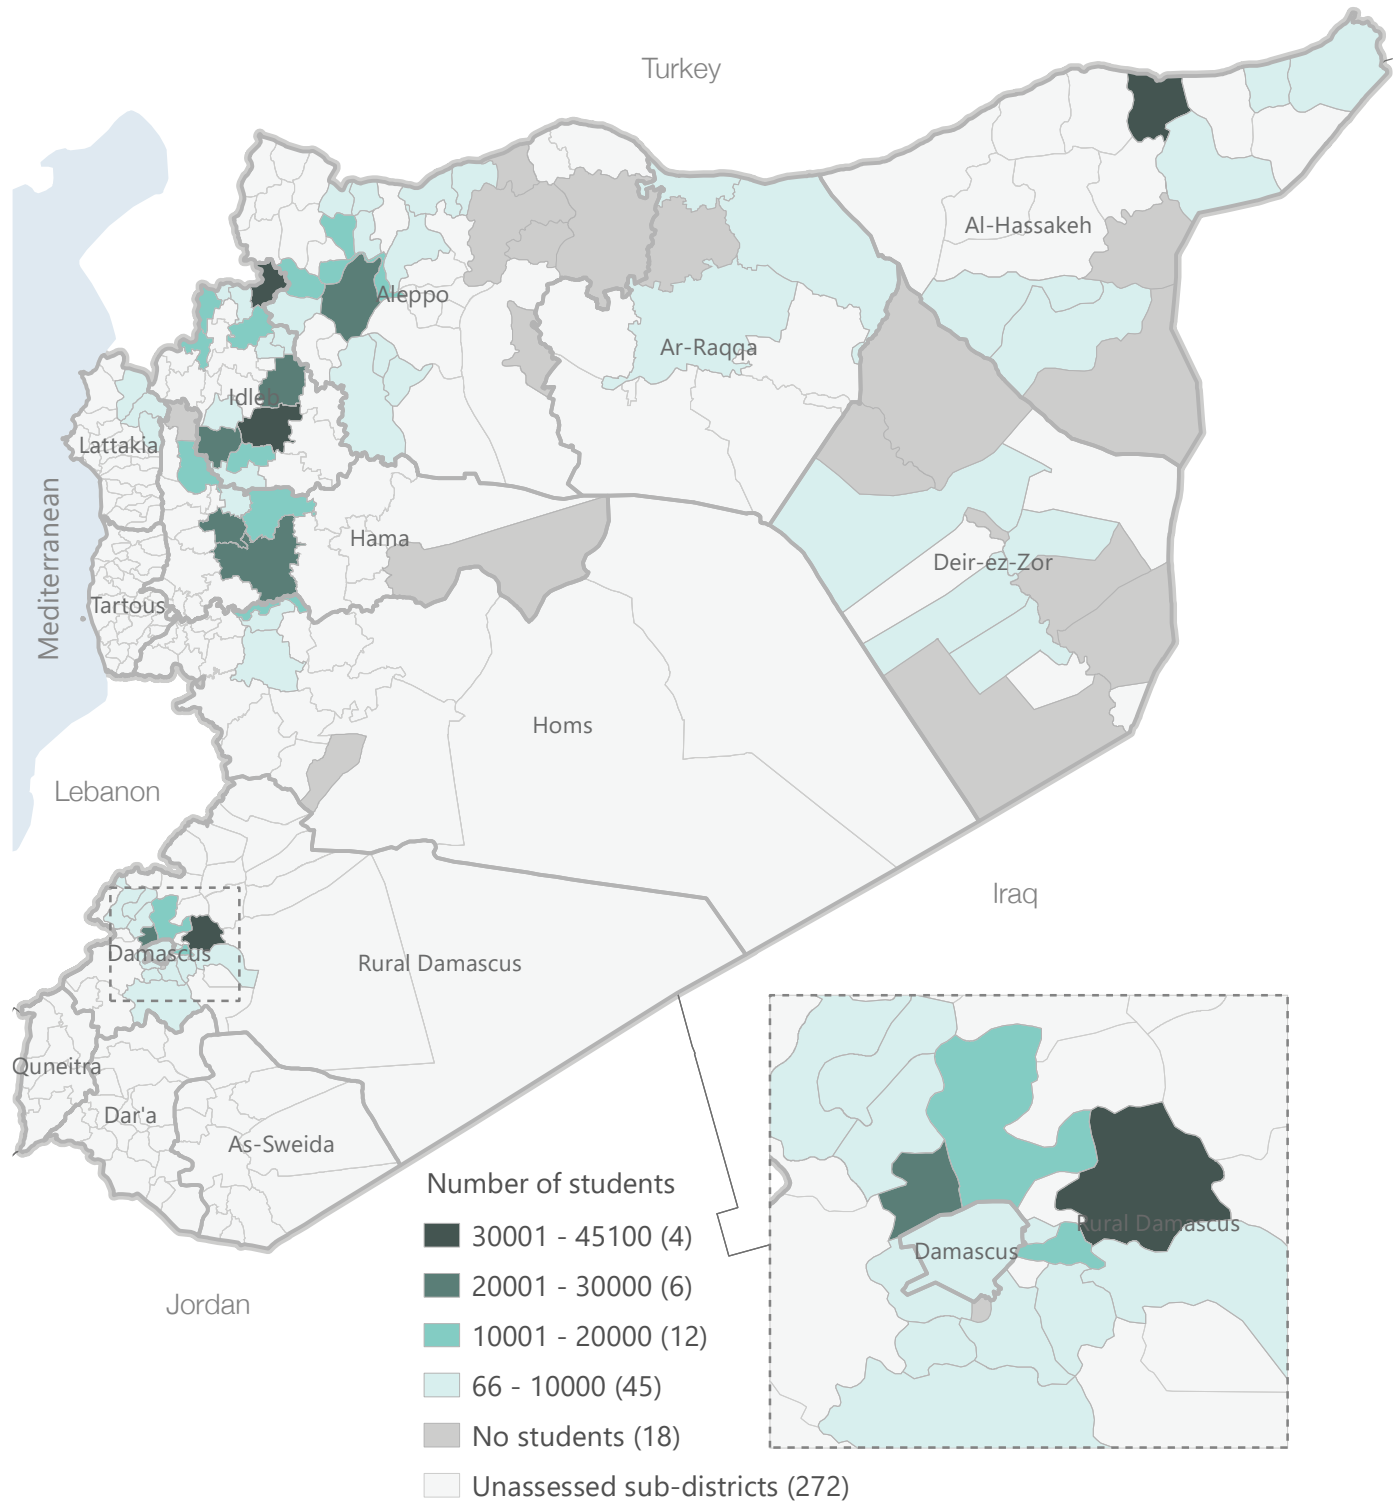 Turkey
Al-Hassakeh
Aleppo
Ar-Raqqa
Idleb
Lattakia
Mediterranean
Hama
Deir-ez-Zor
Tartous
Homs
Lebanon
Iraq
Damascus
Rural Damascus
Quneitra
Dar'a
As-Sweida
Jordan
Rural Damascus
Damascus
Number of students
30001 - 45100 (4)
20001 - 30000 (6)
10001 - 20000 (12)
66 - 10000 (45)
No students (18)
Unassessed sub-districts (272)